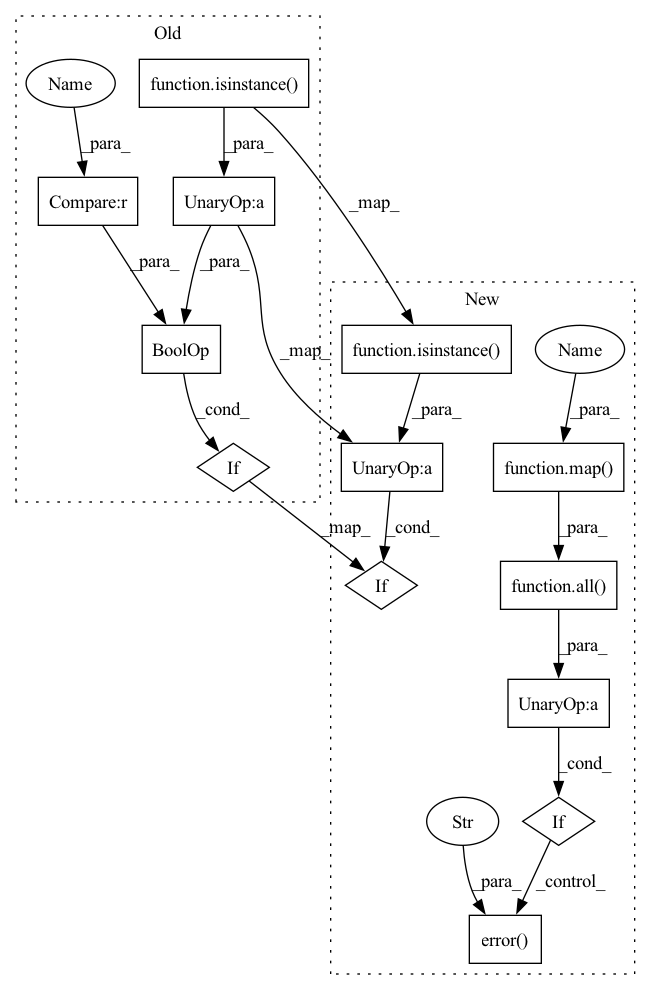 Old
Name
function.isinstance()
_para_
_para_
Compare:r
UnaryOp:a
_map_
_para_
_para_
New
BoolOp
_map_
function.isinstance()
Name
_cond_
_para_
_para_
If
UnaryOp:a
function.map()
_map_
_cond_
_para_
If
function.all()
_para_
UnaryOp:a
_cond_
Str
If
_para_
_control_
error()